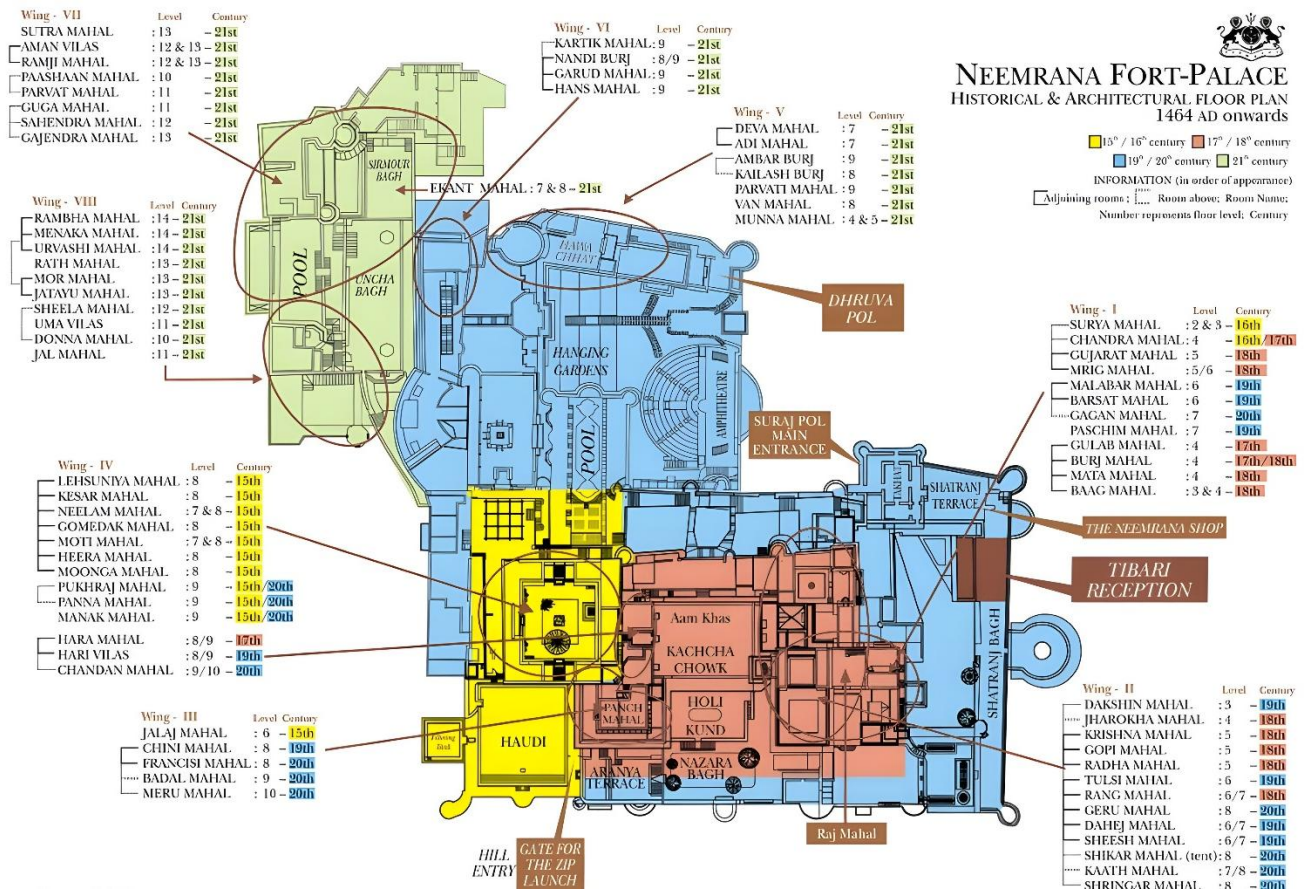 NEEMRANA FORT-PALACE
HISTORICAL & ARCHITECTURAL FLOOR PLAN
1464 AD onwards
15th / 16th century
17th / 18th century
19th / 20th century
21st century
INFORMATION (in order of appearance)
Adjoining rooms ; Room above; Room Name;
Number represents floor level; Century
Wing - VII Level Century
SUTRA MAHAL :13 -21st
AMAN VILAS :12 & 13 -21st
RAMJI MAHAL :12 & 13 -21st
PAASHAAN MAHAL :10 -21st
PARVAT MAHAL :11 -21st
GUGA MAHAL :11 -21st
SAHENDRA MAHAL :12 -21st
GAJENDRA MAHAL :13 -21st
Wing - VI Level Century
KARTIK MAHAL : 9 - 21st
NANDI BURJ : 8/9 - 21st
GARUD MAHAL : 9 - 21st
HANS MAHAL : 9 - 21st
Wing - V Level Century
DEVA MAHAL : 7 -21st
ADI MAHAL : 7 -21st
AMBAR BURJ : 9 -21st
KAILASH BURJ : 8 -21st
PARVATI MAHAL : 9 -21st
VAN MAHAL : 8 -21st
MUNNA MAHAL : 4 & 5 -21st
EKANT MAHAL : 7 & 8 -21st
Wing - VIII Level Century
RAMBHA MAHAL :14 -21st
MENAKA MAHAL :14 -21st
URVASHI MAHAL :14 -21st
RATH MAHAL :13 -21st
MOR MAHAL :13 -21st
JATAYU MAHAL :13 -21st
SHEELA MAHAL :12 -21st
UMA VILAS :11 -21st
DONNA MAHAL :10 -21st
JAL MAHAL :11 -21st
SIRMOUR BAGH
POOL
UNCHA BAGH
HAWA CHHAT
DHRUVA POL
HANGING GARDENS
AMPHITHEATRE
POOL
SURAJ POL MAIN ENTRANCE
TAKHAT
SHATRANJ TERRACE
THE NEEMRANA SHOP
TIBARI RECEPTION
SHATRANJ BAGH
Wing - I Level Century
SURYA MAHAL : 2 & 3 -16th
CHANDRA MAHAL : 4 -16th/17th
GUJARAT MAHAL : 5 -18th
MRIG MAHAL : 5/6 -18th
MALABAR MAHAL : 6 -19th
BARSAT MAHAL : 6 -19th
GAGAN MAHAL : 7 -20th
PASCHIM MAHAL : 7 -19th
GULAB MAHAL : 4 -17th
BURJ MAHAL : 4 -17th/18th
MATA MAHAL : 4 -18th
BAAG MAHAL : 3 & 4 -18th
Wing - IV Level Century
LEHSUNIYA MAHAL : 8 -15th
KESAR MAHAL : 8 -15th
NEELAM MAHAL : 7 & 8 -15th
GOMEDAK MAHAL : 8 -15th
MOTI MAHAL : 7 & 8 -15th
HEERA MAHAL : 8 -15th
MOONGA MAHAL : 8 -15th
PUKHRAJ MAHAL : 9 -15th/20th
PANNA MAHAL : 9 -15th/20th
MANAK MAHAL : 9 -15th/20th
HARA MAHAL : 8/9 -17th
HARI VILAS : 8/9 -19th
CHANDAN MAHAL : 9/10 -20th
Wing - III Level Century
JALAJ MAHAL : 6 -15th
CHINI MAHAL : 8 -19th
FRANCISI MAHAL : 8 -20th
BADAL MAHAL : 9 -20th
MERU MAHAL : 10 -20th
Aam Khas
KACHCHA CHOWK
PANCH MAHAL
HOLI KUND
HAUDI
ARANYA TERRACE
NAZARA BAGH
Raj Mahal
HILL ENTRY
GATE FOR THE ZIP LAUNCH
Wing - II Level Century
DAKSHIN MAHAL : 3 -19th
JHAROKHA MAHAL : 4 -18th
KRISHNA MAHAL : 5 -18th
GOPI MAHAL : 5 -18th
RADHA MAHAL : 5 -18th
TULSI MAHAL : 6 -19th
RANG MAHAL : 6/7 -18th
GERU MAHAL : 8 -20th
DAHEJ MAHAL : 6/7 -19th
SHEESH MAHAL : 6/7 -19th
SHIKAR MAHAL (tent): 8 -20th
KAATH MAHAL : 7/8 -20th
SHRINGAR MAHAL : 8 -20th